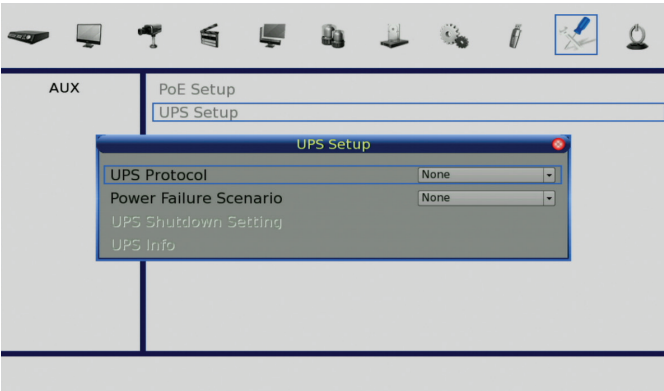 AUX
PoE Setup
UPS Setup
UPS Setup
UPS Protocol None
Power Failure Scenario None
UPS Shutdown Setting
UPS Info